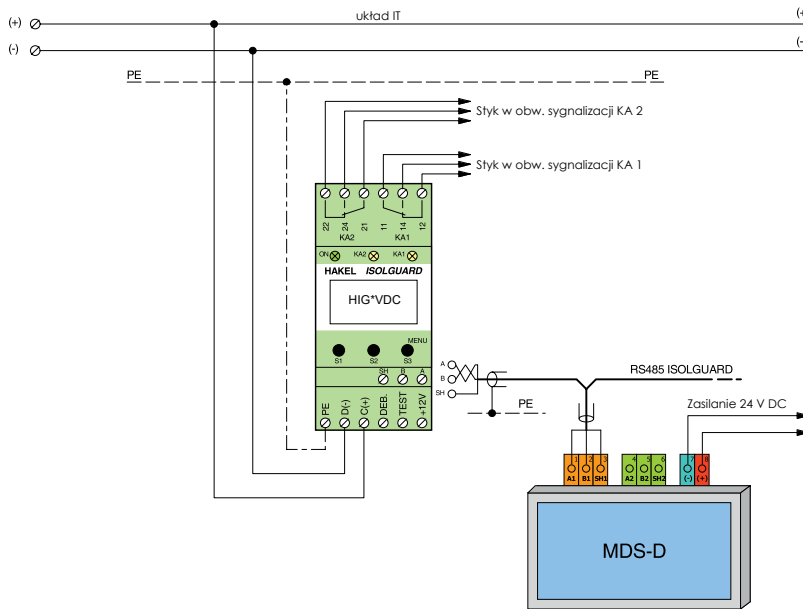 (+) układ IT (+
(-) (-
PE PE
Styk w obw. sygnalizacji KA 2
Styk w obw. sygnalizacji KA 1
22 24 21 11 14 12
KA2 KA1
ON KA2 KA1
HAKEL ISOLGUARD
HIG*VDC
MENU
S1 S2 S3
SH B A
PE D(-) C(+) DEB. TEST +12V
A
B
SH
RS485 ISOLGUARD
PE
Zasilanie 24 V DC
1 2 3 4 5 6 7 8
A1 B1 SH1 A2 B2 SH2 (-) (+)
MDS-D